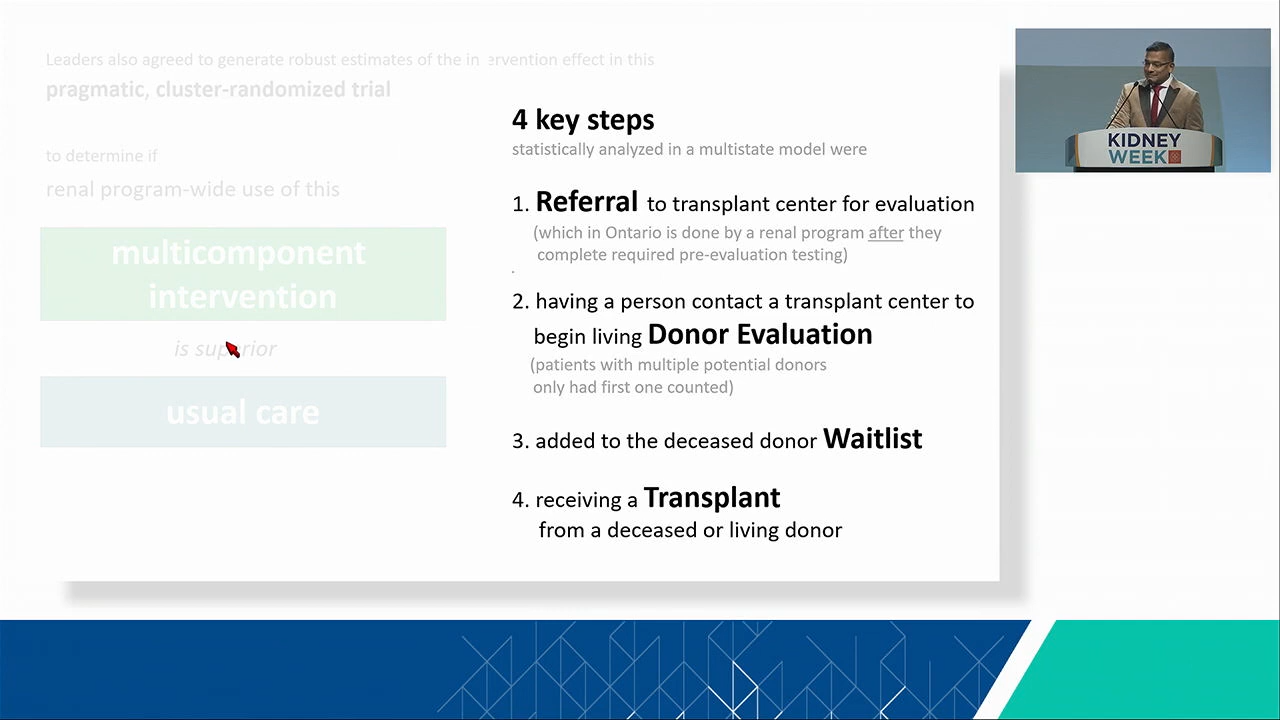 Leaders also agreed to generate robust estimates of the in ervention effect in this
pragmatic, cluster-randomized trial
to determine if
renal program-wide use of this
multicomponent
intervention
is superior
usual care
4 key steps
statistically analyzed in a multistate model were
1. Referral to transplant center for evaluation
(which in Ontario is done by a renal program after they
complete required pre-evaluation testing)
2. having a person contact a transplant center to
begin living Donor Evaluation
(patients with multiple potential donors
only had first one counted)
3. added to the deceased donor Waitlist
4. receiving a Transplant
from a deceased or living donor
KIDNEY
WEEK